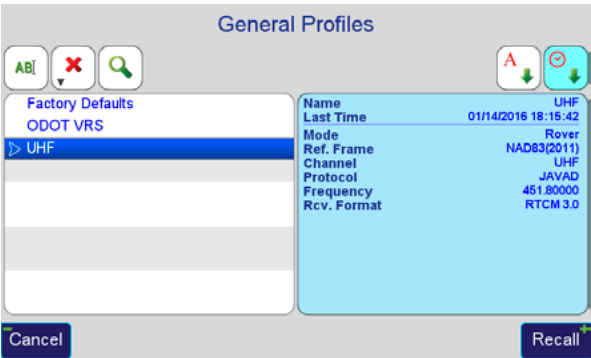 General Profiles
AB
A
Factory Defaults
ODOT VRS
UHF
Name UHF
Last Time 01/14/2016 18:15:42
Mode Rover
Ref. Frame NAD83(2011)
Channel UHF
Protocol JAVAD
Frequency 451.80000
Rcv. Format RTCM 3.0
Cancel
Recall